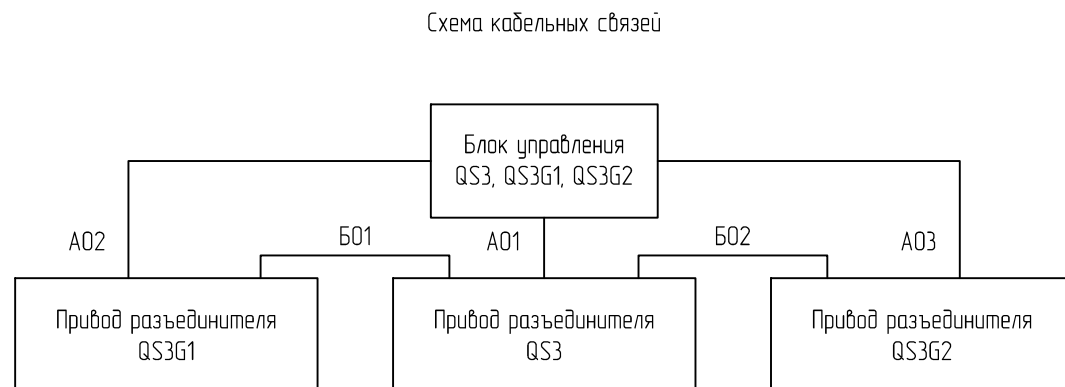 Схема кабельных связей
Блок управления
QS3, QS3G1, QS3G2
А02
Б01
А01
Б02
А03
Привод разъединителя
QS3G1
Привод разъединителя
QS3
Привод разъединителя
QS3G2